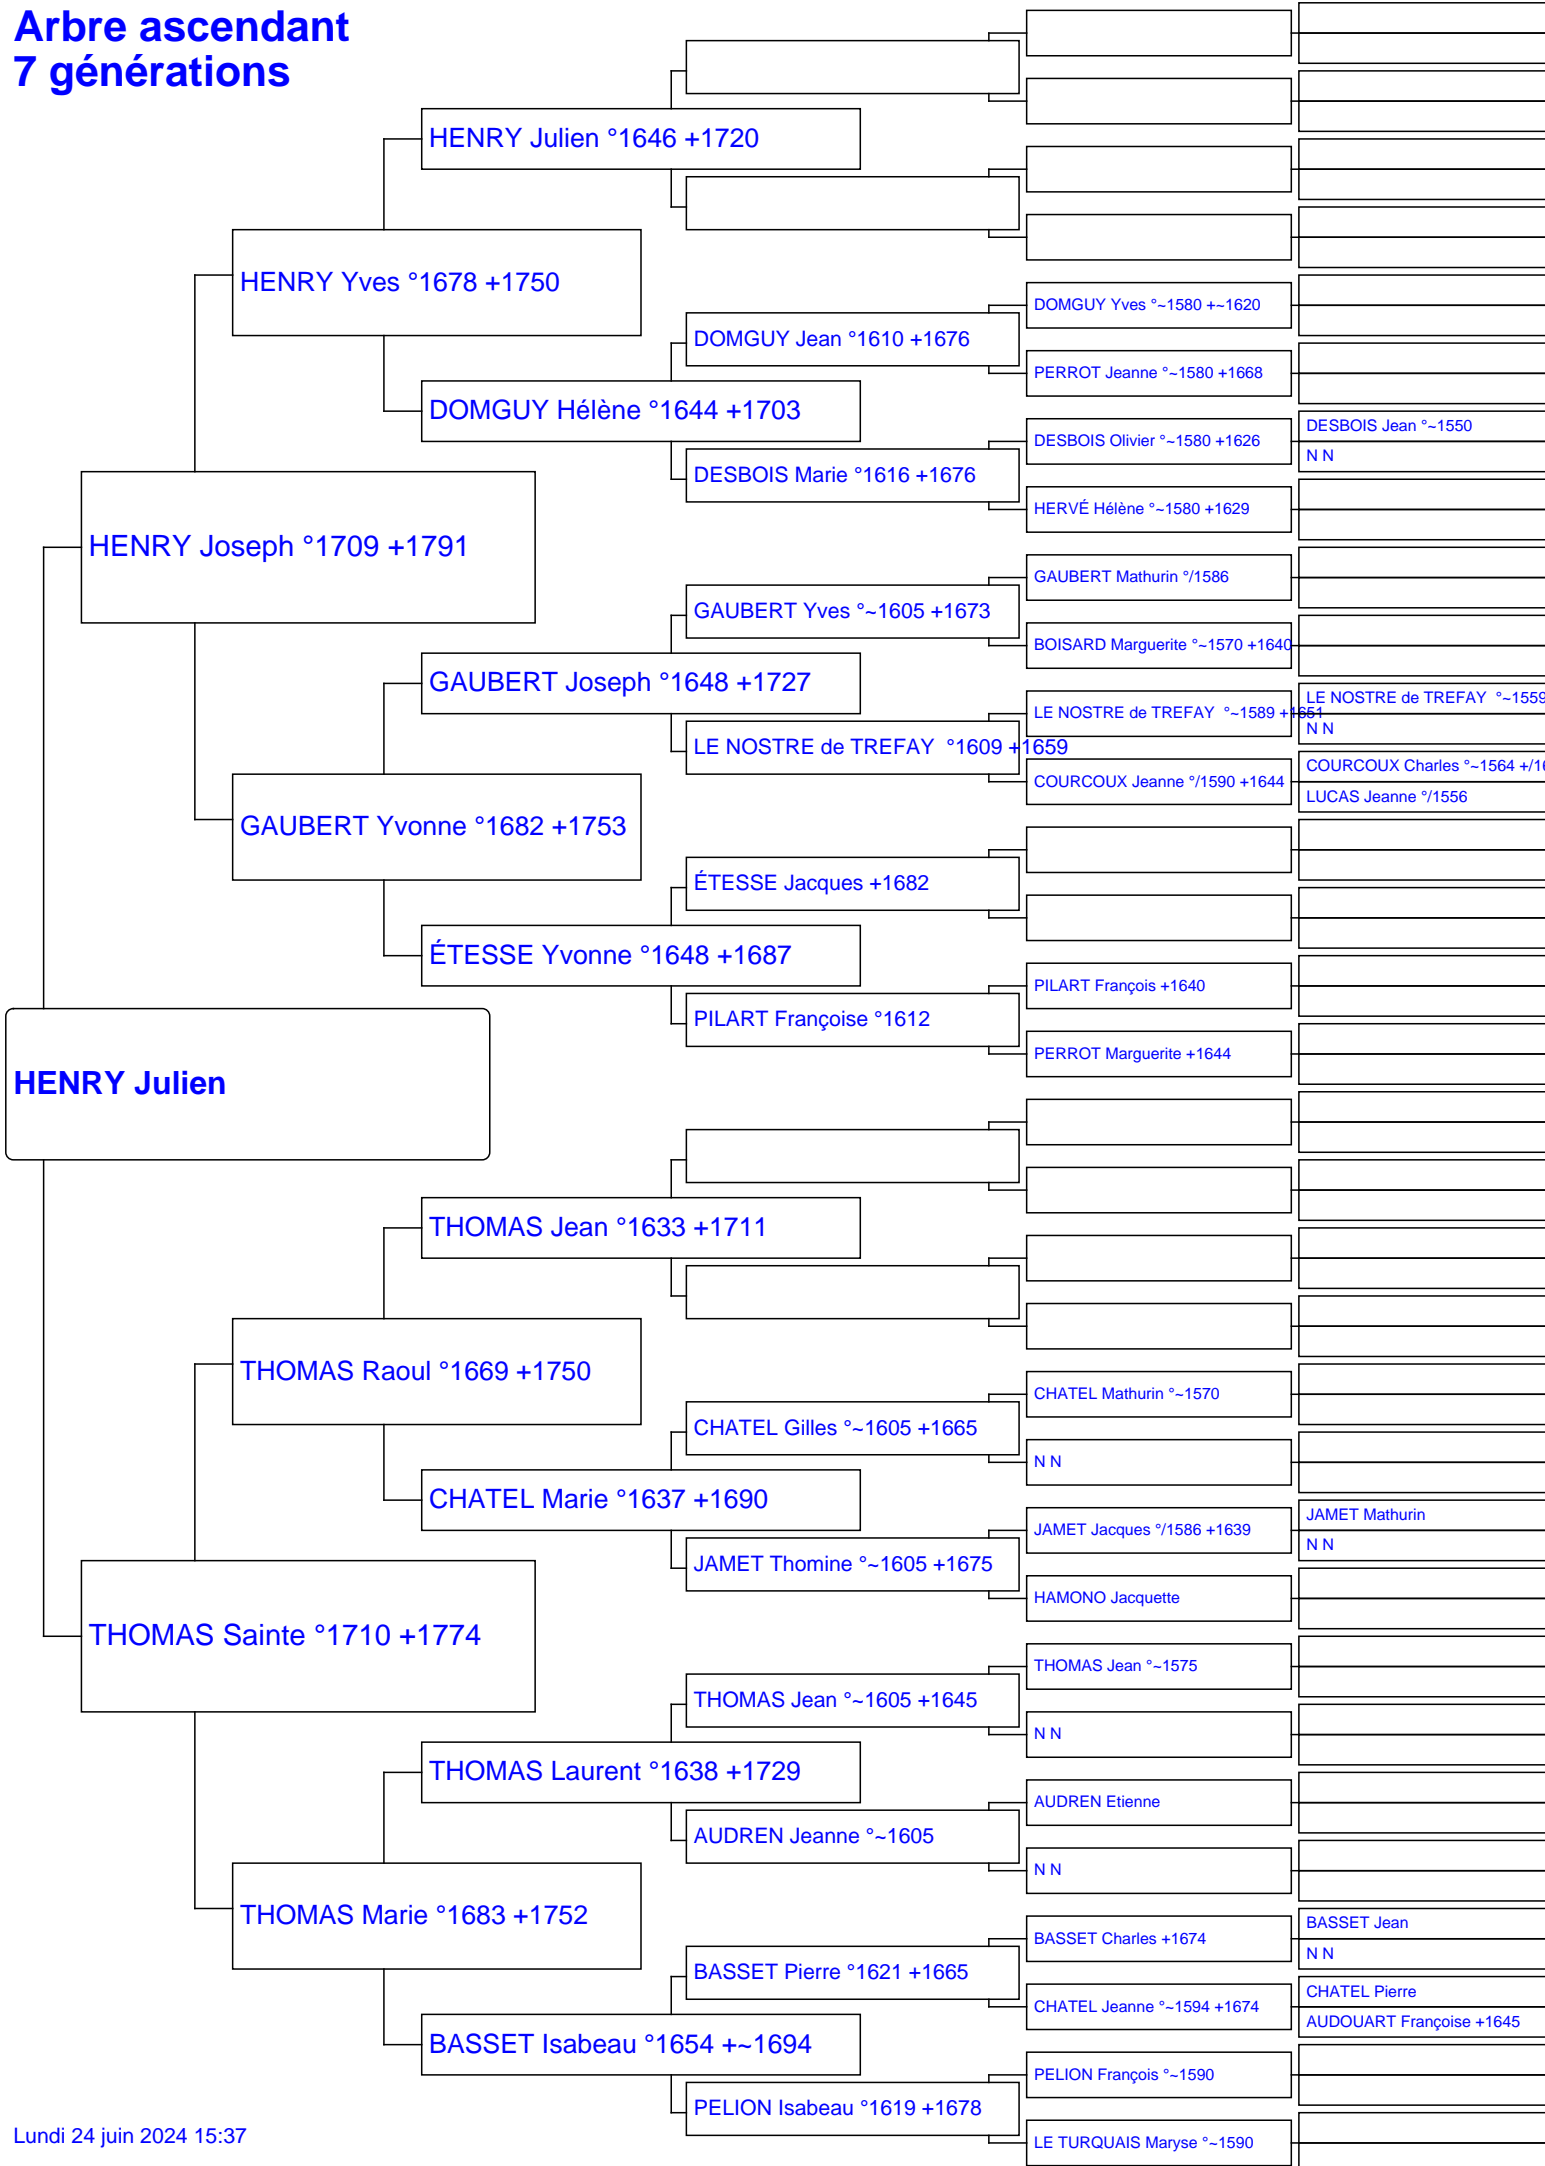 Arbre ascendant
7 générations
HENRY Julien
HENRY Joseph °1709 +1791
THOMAS Sainte °1710 +1774
HENRY Yves °1678 +1750
GAUBERT Yvonne °1682 +1753
THOMAS Raoul °1669 +1750
THOMAS Marie °1683 +1752
HENRY Julien °1646 +1720
DOMGUY Hélène °1644 +1703
GAUBERT Joseph °1648 +1727
ÉTESSE Yvonne °1648 +1687
THOMAS Jean °1633 +1711
CHATEL Marie °1637 +1690
THOMAS Laurent °1638 +1729
BASSET Isabeau °1654 +~1694
DOMGUY Jean °1610 +1676
DESBOIS Marie °1616 +1676
GAUBERT Yves °~1605 +1673
LE NOSTRE de TREFAY °1609 +1659
ÉTESSE Jacques +1682
PILART Françoise °1612
CHATEL Gilles °~1605 +1665
JAMET Thomine °~1605 +1675
THOMAS Jean °~1605 +1645
AUDREN Jeanne °~1605
BASSET Pierre °1621 +1665
PELION Isabeau °1619 +1678
DOMGUY Yves °~1580 +~1620
PERROT Jeanne °~1580 +1668
DESBOIS Olivier °~1580 +1626
HERVÉ Hélène °~1580 +1629
GAUBERT Mathurin °/1586
BOISARD Marguerite °~1570 +1640
LE NOSTRE de TREFAY °~1589 +1651
COURCOUX Jeanne °/1590 +1644
PILART François +1640
PERROT Marguerite +1644
CHATEL Mathurin °~1570
N N
JAMET Jacques °/1586 +1639
HAMONO Jacquette
THOMAS Jean °~1575
N N
AUDREN Etienne
N N
BASSET Charles +1674
CHATEL Jeanne °~1594 +1674
PELION François °~1590
LE TURQUAIS Maryse °~1590
DESBOIS Jean °~1550
N N
LE NOSTRE de TREFAY °~1559
N N
COURCOUX Charles °~1564
LUCAS Jeanne °/1556
JAMET Mathurin
N N
BASSET Jean
N N
CHATEL Pierre
AUDOUART Françoise +1645
Lundi 24 juin 2024 15:37